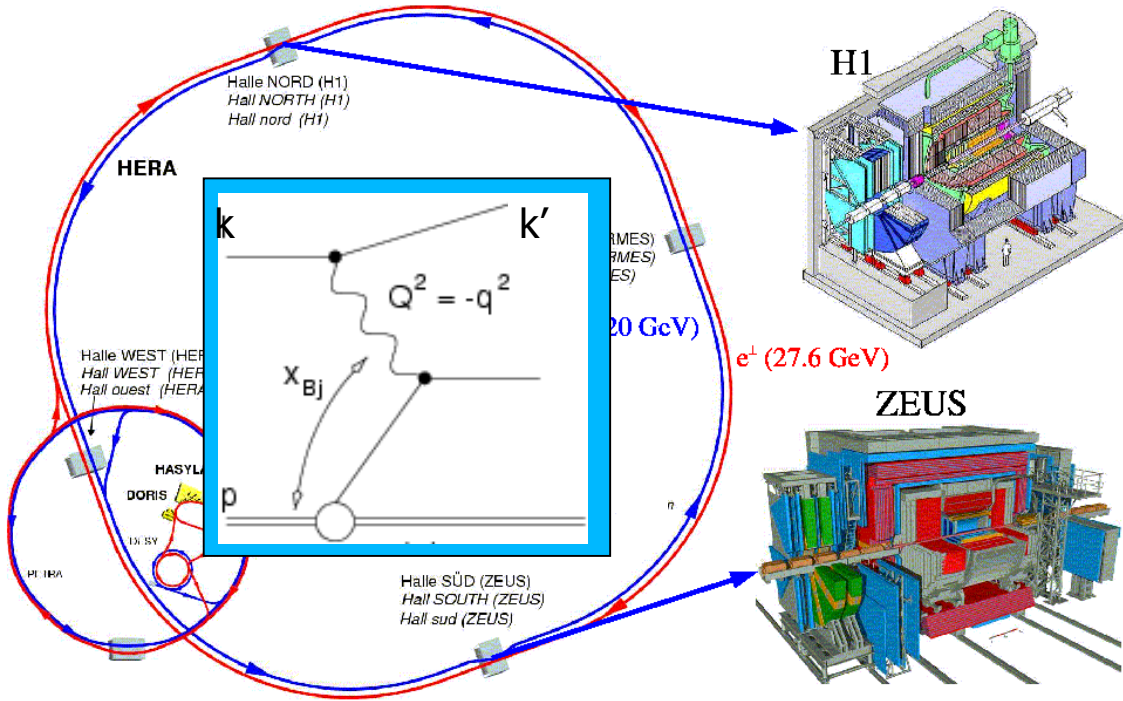 H1
Halle NORD (H1)
Hall NORTH (H1)
Hall nord (H1)
HERA
k
k′
RMES)
RMES)
ES)
Q² = -q²
20 GeV)
e⊥ (27.6 GeV)
Halle WEST (HER
Hall WEST (HER
Hall ouest (HERA
x_Bj
ZEUS
HASYLA
DORIS
p
DESY
PETRA
Halle SÜD (ZEUS)
Hall SOUTH (ZEUS)
Hall sud (ZEUS)